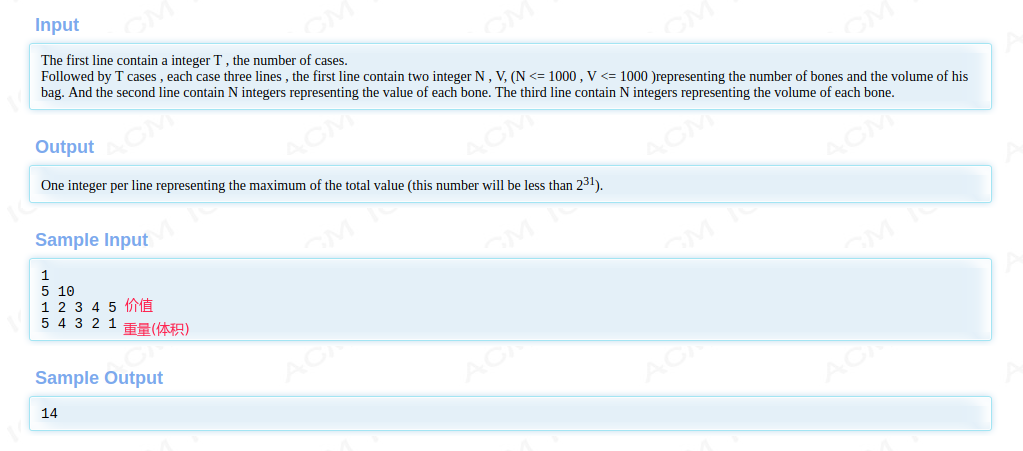 Input
The first line contain a integer T , the number of cases.
Followed by T cases , each case three lines , the first line contain two integer N , V, (N <= 1000 , V <= 1000 )representing the number of bones and the volume of his
bag. And the second line contain N integers representing the value of each bone. The third line contain N integers representing the volume of each bone.
Output
One integer per line representing the maximum of the total value (this number will be less than 2³¹).
Sample Input
1
5 10
1 2 3 4 5 价值
5 4 3 2 1 重量(体积)
Sample Output
14